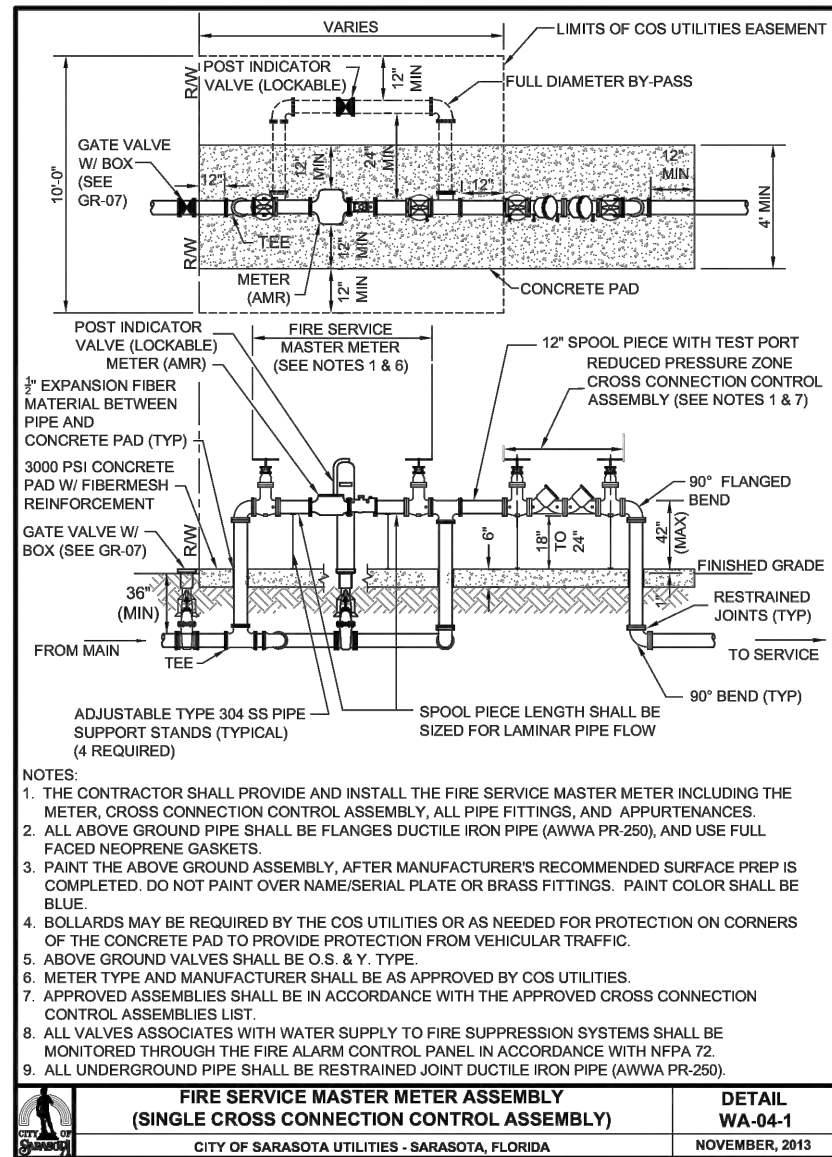 VARIES
LIMITS OF COS UTILITIES EASEMENT
R/W
POST INDICATOR
VALVE (LOCKABLE)
12"
MIN
FULL DIAMETER BY-PASS
GATE VALVE
W/ BOX
(SEE
GR-07)
10'-0"
12"
12"
MIN
24"
MIN
12"
12"
MIN
4' MIN
TEE
R/W
METER
(AMR)
12"
MIN
12"
MIN
CONCRETE PAD
POST INDICATOR
VALVE (LOCKABLE)
METER (AMR)
FIRE SERVICE
MASTER METER
(SEE NOTES 1 & 6)
12" SPOOL PIECE WITH TEST PORT
REDUCED PRESSURE ZONE
CROSS CONNECTION CONTROL
ASSEMBLY (SEE NOTES 1 & 7)
½" EXPANSION FIBER
MATERIAL BETWEEN
PIPE AND
CONCRETE PAD (TYP)
3000 PSI CONCRETE
PAD W/ FIBERMESH
REINFORCEMENT
GATE VALVE W/
BOX (SEE GR-07)
R/W
90° FLANGED
BEND
6"
18"
TO
24"
42"
(MAX)
FINISHED GRADE
1"
36"
(MIN)
RESTRAINED
JOINTS (TYP)
FROM MAIN
TEE
TO SERVICE
90° BEND (TYP)
ADJUSTABLE TYPE 304 SS PIPE
SUPPORT STANDS (TYPICAL)
(4 REQUIRED)
SPOOL PIECE LENGTH SHALL BE
SIZED FOR LAMINAR PIPE FLOW
NOTES:
1. THE CONTRACTOR SHALL PROVIDE AND INSTALL THE FIRE SERVICE MASTER METER INCLUDING THE
METER, CROSS CONNECTION CONTROL ASSEMBLY, ALL PIPE FITTINGS, AND APPURTENANCES.
2. ALL ABOVE GROUND PIPE SHALL BE FLANGES DUCTILE IRON PIPE (AWWA PR-250), AND USE FULL
FACED NEOPRENE GASKETS.
3. PAINT THE ABOVE GROUND ASSEMBLY, AFTER MANUFACTURER'S RECOMMENDED SURFACE PREP IS
COMPLETED. DO NOT PAINT OVER NAME/SERIAL PLATE OR BRASS FITTINGS. PAINT COLOR SHALL BE
BLUE.
4. BOLLARDS MAY BE REQUIRED BY THE COS UTILITIES OR AS NEEDED FOR PROTECTION ON CORNERS
OF THE CONCRETE PAD TO PROVIDE PROTECTION FROM VEHICULAR TRAFFIC.
5. ABOVE GROUND VALVES SHALL BE O.S. & Y. TYPE.
6. METER TYPE AND MANUFACTURER SHALL BE AS APPROVED BY COS UTILITIES.
7. APPROVED ASSEMBLIES SHALL BE IN ACCORDANCE WITH THE APPROVED CROSS CONNECTION
CONTROL ASSEMBLIES LIST.
8. ALL VALVES ASSOCIATES WITH WATER SUPPLY TO FIRE SUPPRESSION SYSTEMS SHALL BE
MONITORED THROUGH THE FIRE ALARM CONTROL PANEL IN ACCORDANCE WITH NFPA 72.
9. ALL UNDERGROUND PIPE SHALL BE RESTRAINED JOINT DUCTILE IRON PIPE (AWWA PR-250).
CITY OF
SARASOTA
FIRE SERVICE MASTER METER ASSEMBLY
(SINGLE CROSS CONNECTION CONTROL ASSEMBLY)
CITY OF SARASOTA UTILITIES - SARASOTA, FLORIDA
DETAIL
WA-04-1
NOVEMBER, 2013